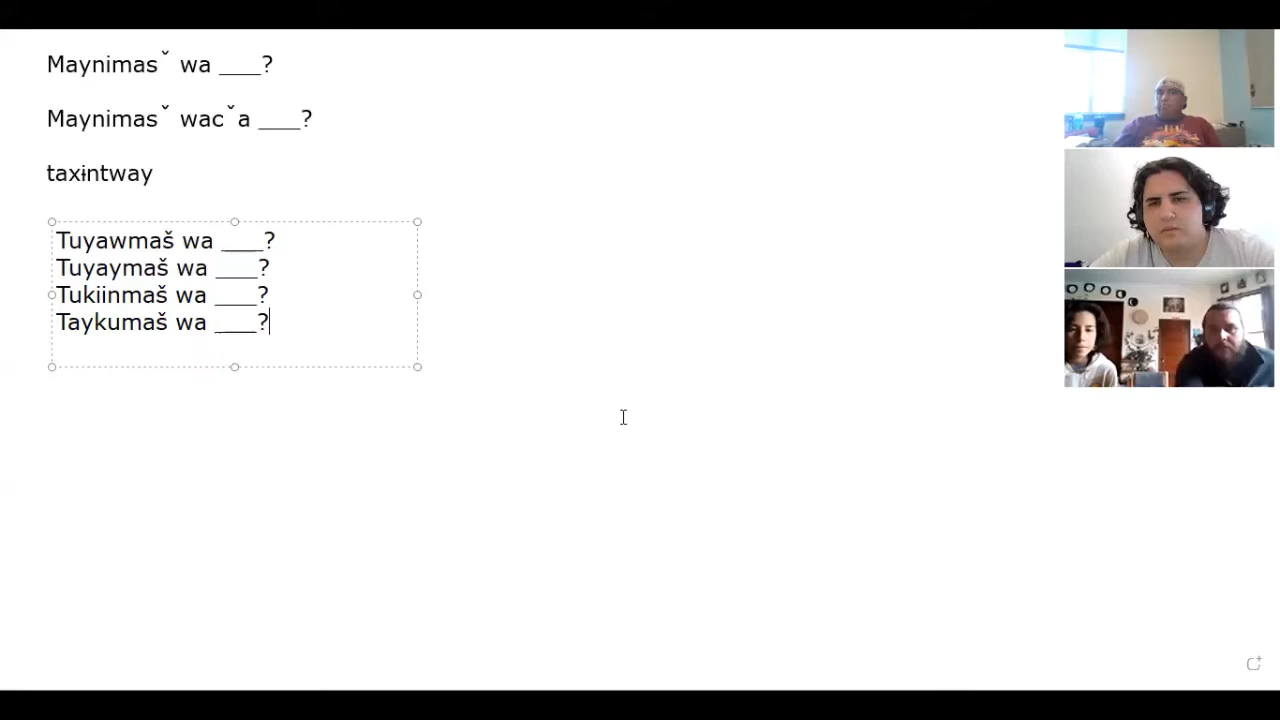 Maynimasˇ wa ___?
Maynimasˇ wacˇa ___?
taxɨntway
Tuyawmaš wa ___?
Tuyaymaš wa ___?
Tukiinmaš wa ___?
Taykumaš wa ___?